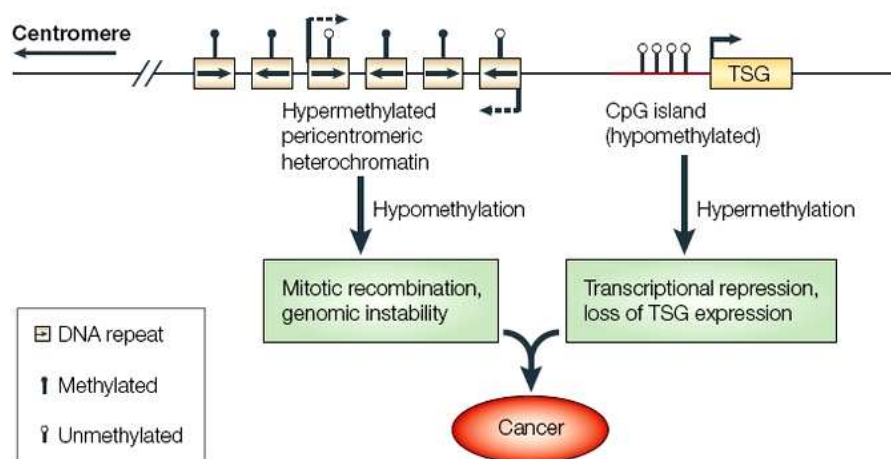 Centromere
TSG
Hypermethylated
pericentromeric
heterochromatin
CpG island
(hypomethylated)
Hypomethylation
Hypermethylation
Mitotic recombination,
genomic instability
Transcriptional repression,
loss of TSG expression
DNA repeat
Methylated
Unmethylated
Cancer